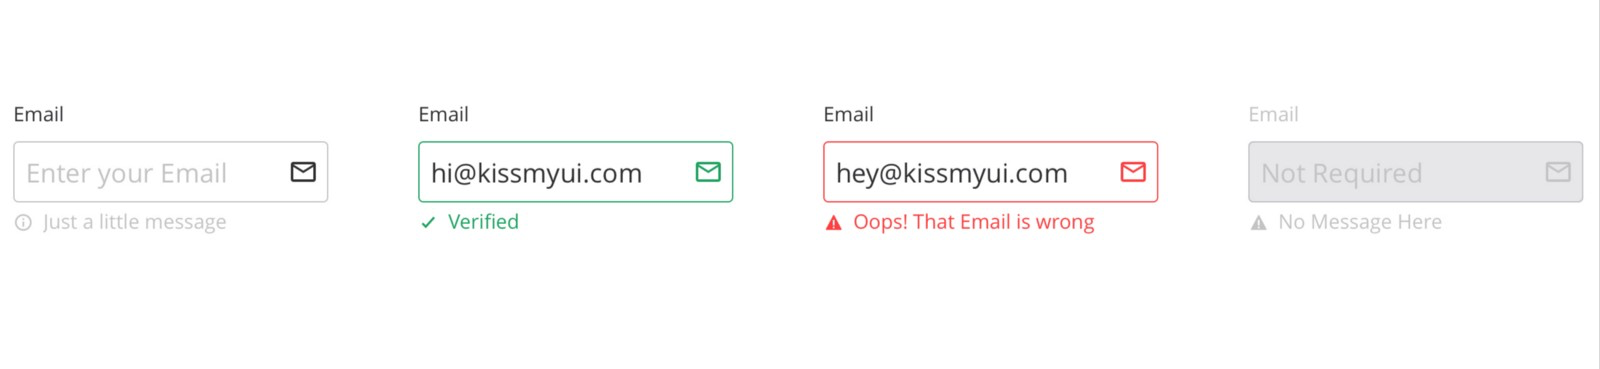 Email
Enter your Email
Just a little message
Email
hi@kissmyui.com
Verified
Email
hey@kissmyui.com
Oops! That Email is wrong
Email
Not Required
No Message Here